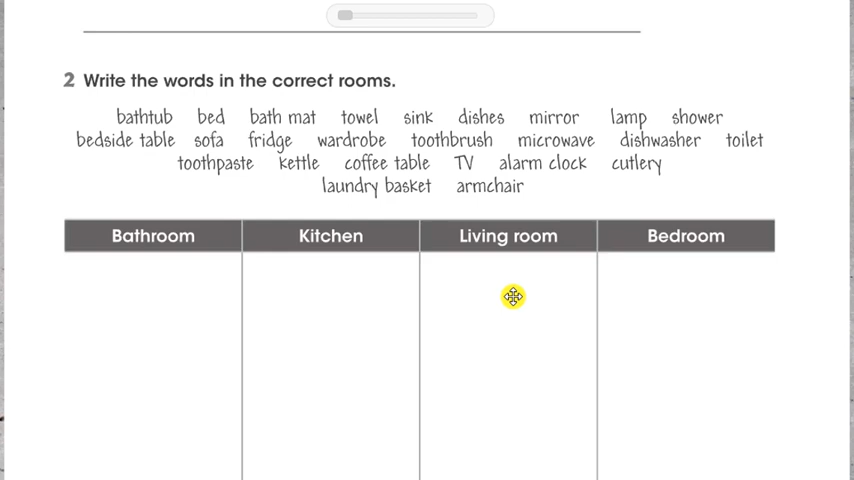 2 Write the words in the correct rooms.
bathtub bed bath mat towel sink dishes mirror lamp shower
bedside table sofa fridge wardrobe toothbrush microwave dishwasher toilet
toothpaste kettle coffee table TV alarm clock cutlery
laundry basket armchair
Bathroom Kitchen Living room Bedroom